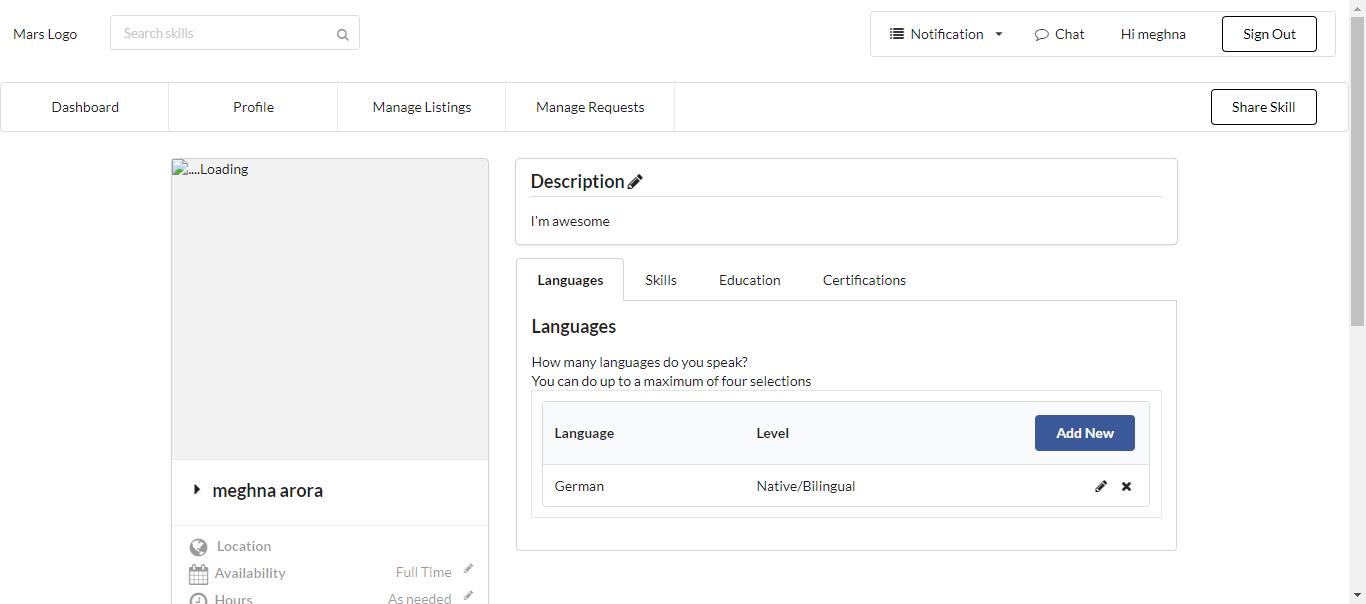 Mars Logo
Search skills
Notification
Chat
Hi meghna
Sign Out
Dashboard
Profile
Manage Listings
Manage Requests
Share Skill
....Loading
meghna arora
Location
Availability
Full Time
Hours
As needed
Description
I'm awesome
Languages
Skills
Education
Certifications
Languages
How many languages do you speak?
You can do up to a maximum of four selections
Language
Level
Add New
German
Native/Bilingual